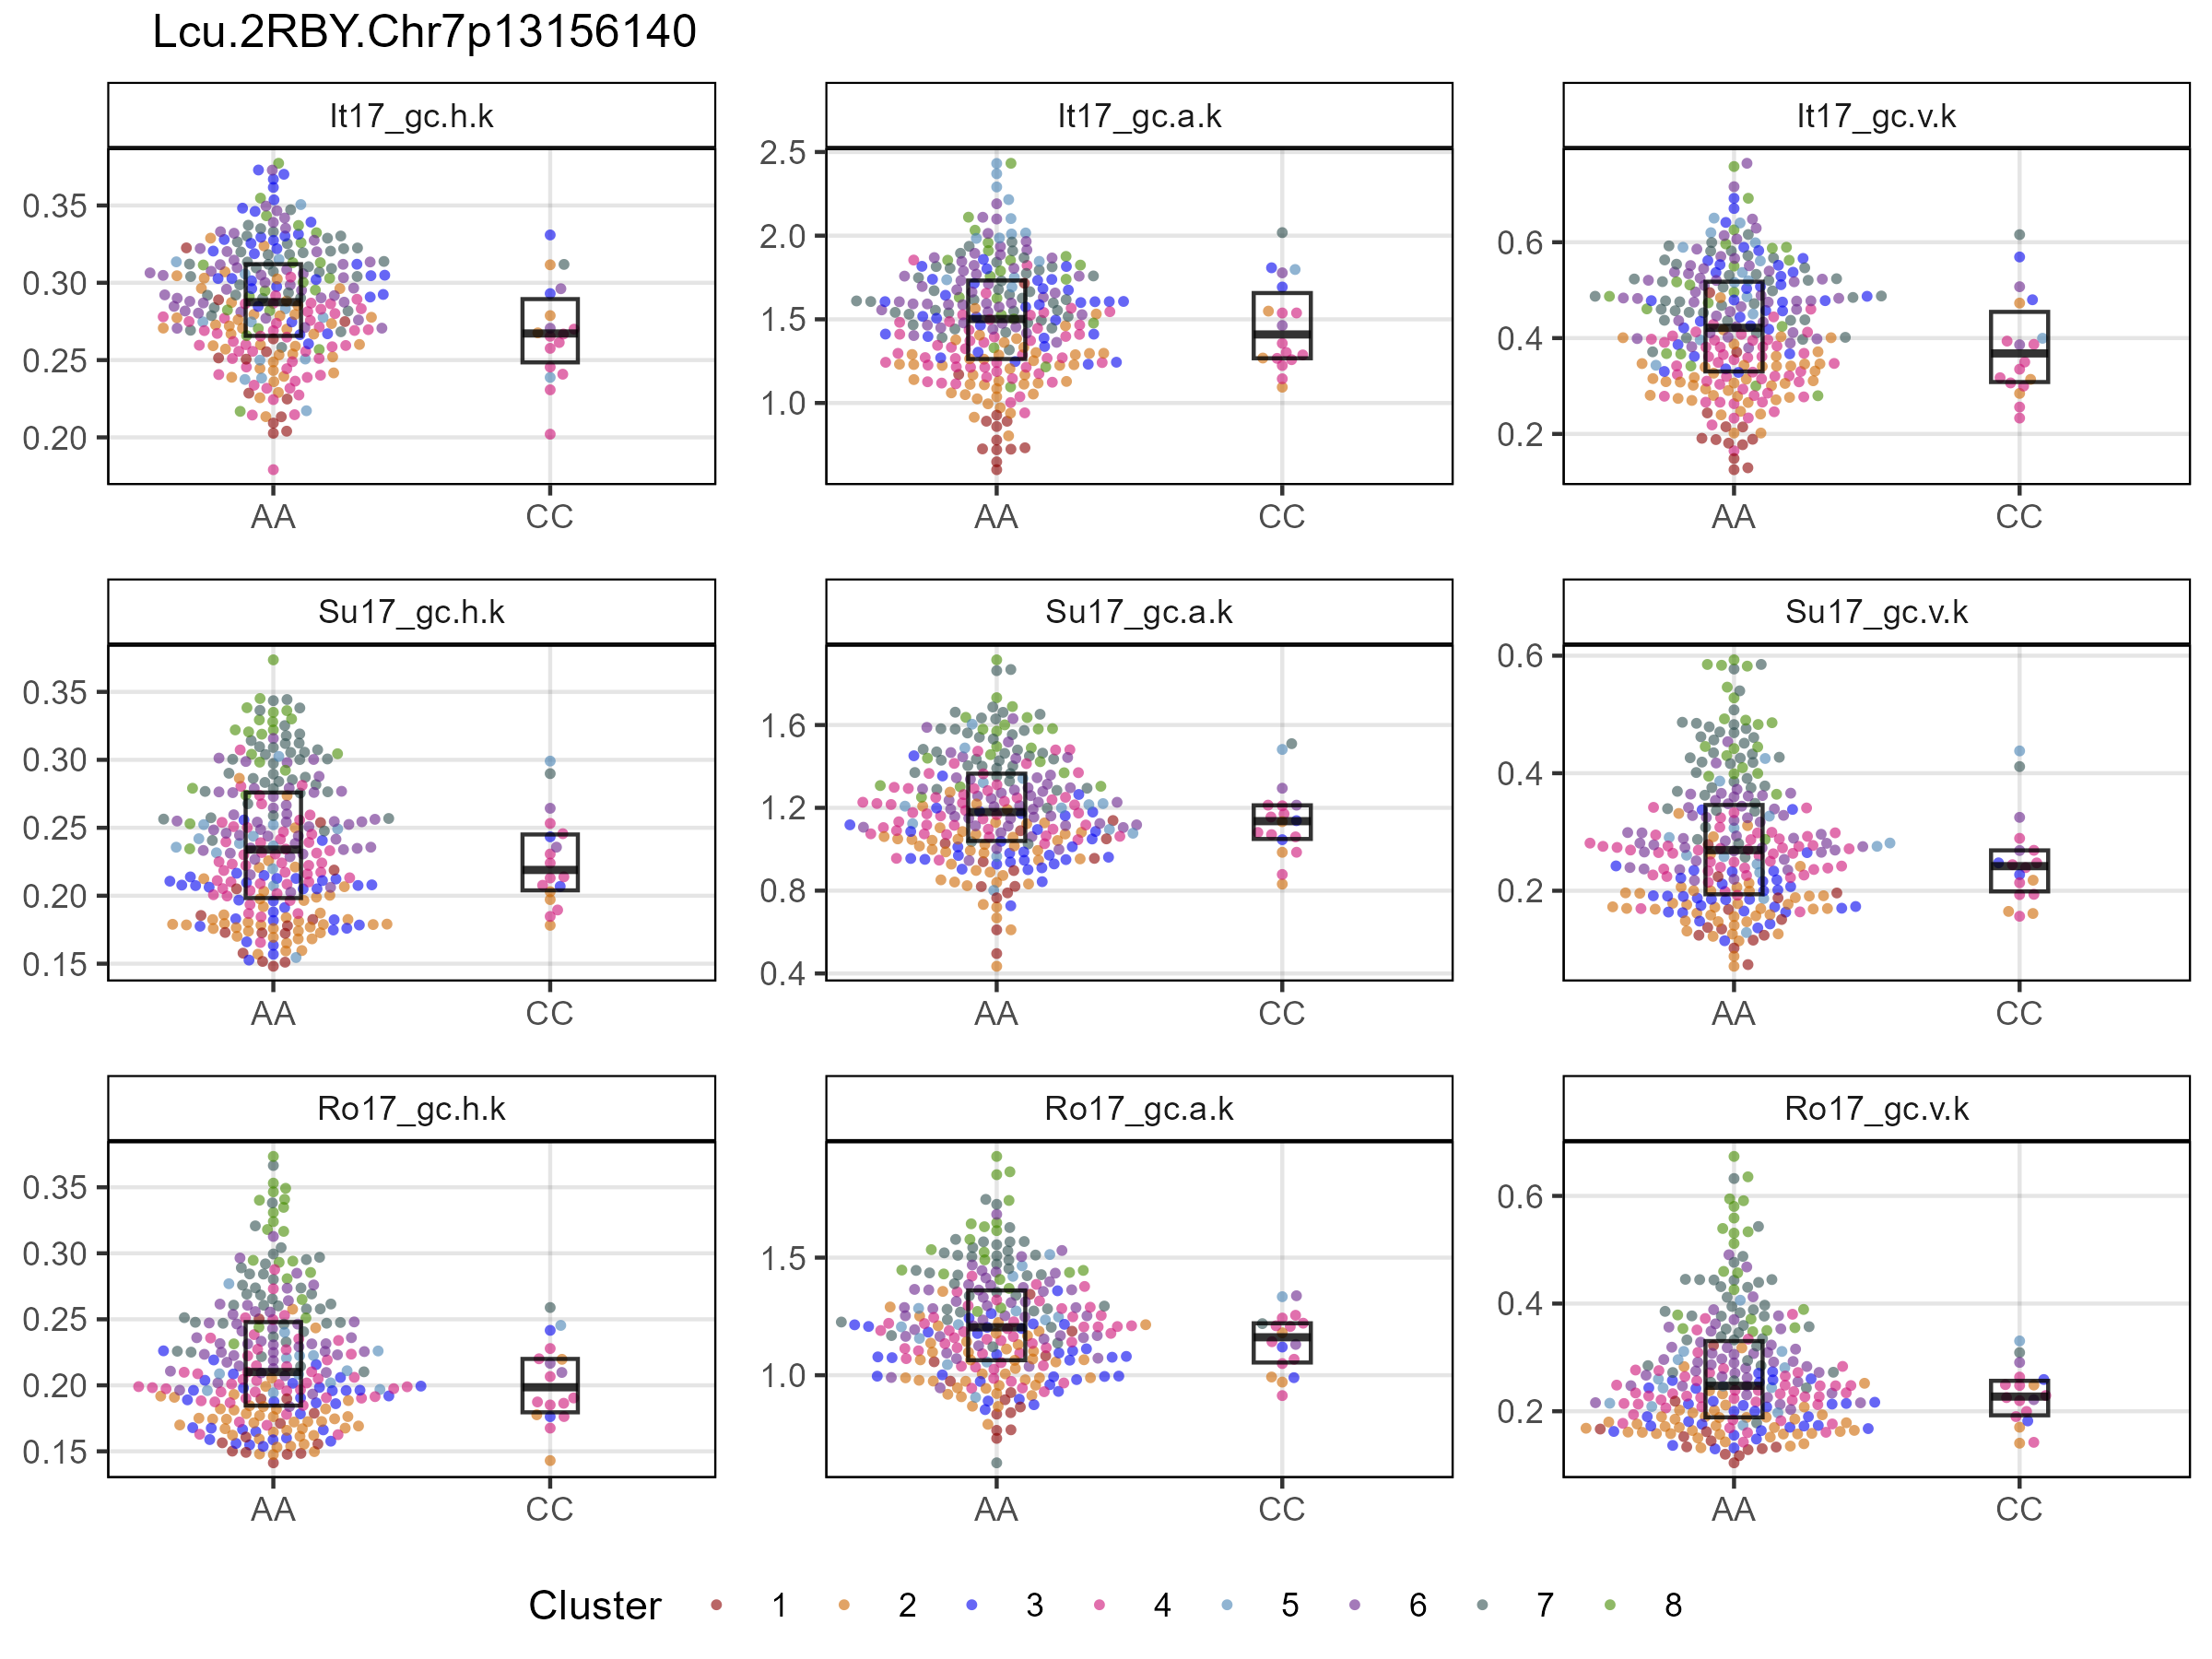 Lcu.2RBY.Chr7p13156140
It17_gc.h.k
It17_gc.a.k
It17_gc.v.k
0.35
0.30
0.25
0.20
AA
CC
2.5
2.0
1.5
1.0
AA
CC
0.6
0.4
0.2
AA
CC
Su17_gc.h.k
Su17_gc.a.k
Su17_gc.v.k
0.35
0.30
0.25
0.20
0.15
AA
CC
1.6
1.2
0.8
0.4
AA
CC
0.6
0.4
0.2
AA
CC
Ro17_gc.h.k
Ro17_gc.a.k
Ro17_gc.v.k
0.35
0.30
0.25
0.20
0.15
AA
CC
1.5
1.0
AA
CC
0.6
0.4
0.2
AA
CC
Cluster 1 2 3 4 5 6 7 8